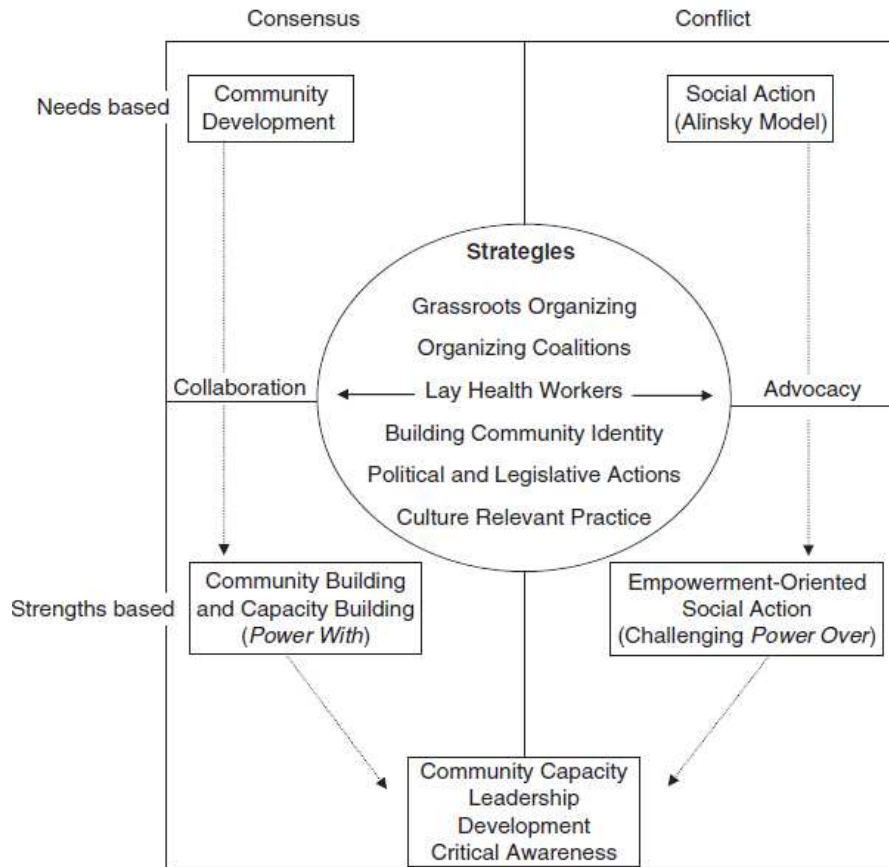 Consensus
Conflict
Needs based
Community
Development
Social Action
(Alinsky Model)
Strategles
Grassroots Organizing
Organizing Coalitions
Collaboration
Lay Health Workers
Advocacy
Building Community Identity
Political and Legislative Actions
Culture Relevant Practice
Strengths based
Community Building
and Capacity Building
(Power With)
Empowerment-Oriented
Social Action
(Challenging Power Over)
Community Capacity
Leadership
Development
Critical Awareness